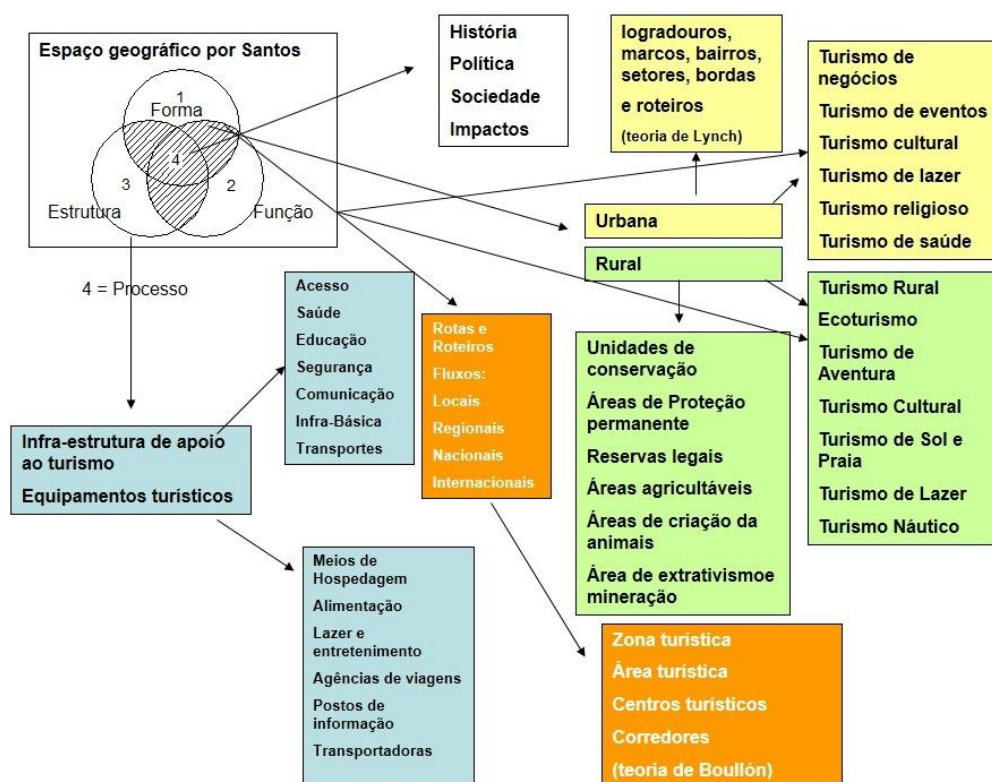 Espaço geográfico por Santos
1
Forma
4
3
2
Estrutura
Função
4 = Processo
História
Política
Sociedade
Impactos
logradouros,
marcos, bairros,
setores, bordas
e roteiros
(teoria de Lynch)
Turismo de
negócios
Turismo de eventos
Turismo cultural
Turismo de lazer
Turismo religioso
Turismo de saúde
Urbana
Rural
Turismo Rural
Ecoturismo
Turismo de
Aventura
Turismo Cultural
Turismo de Sol e
Praia
Turismo de Lazer
Turismo Náutico
Acesso
Saúde
Educação
Segurança
Comunicação
Infra-Básica
Transportes
Rotas e
Roteiros
Fluxos:
Locais
Regionais
Nacionais
Internacionais
Unidades de
conservação
Áreas de Proteção
permanente
Reservas legais
Áreas agricultáveis
Áreas de criação da
animais
Área de extrativismoe
mineração
Infra-estrutura de apoio
ao turismo
Equipamentos turísticos
Meios de
Hospedagem
Alimentação
Lazer e
entretenimento
Agências de viagens
Postos de
informação
Transportadoras
Zona turística
Área turística
Centros turísticos
Corredores
(teoria de Boullón)